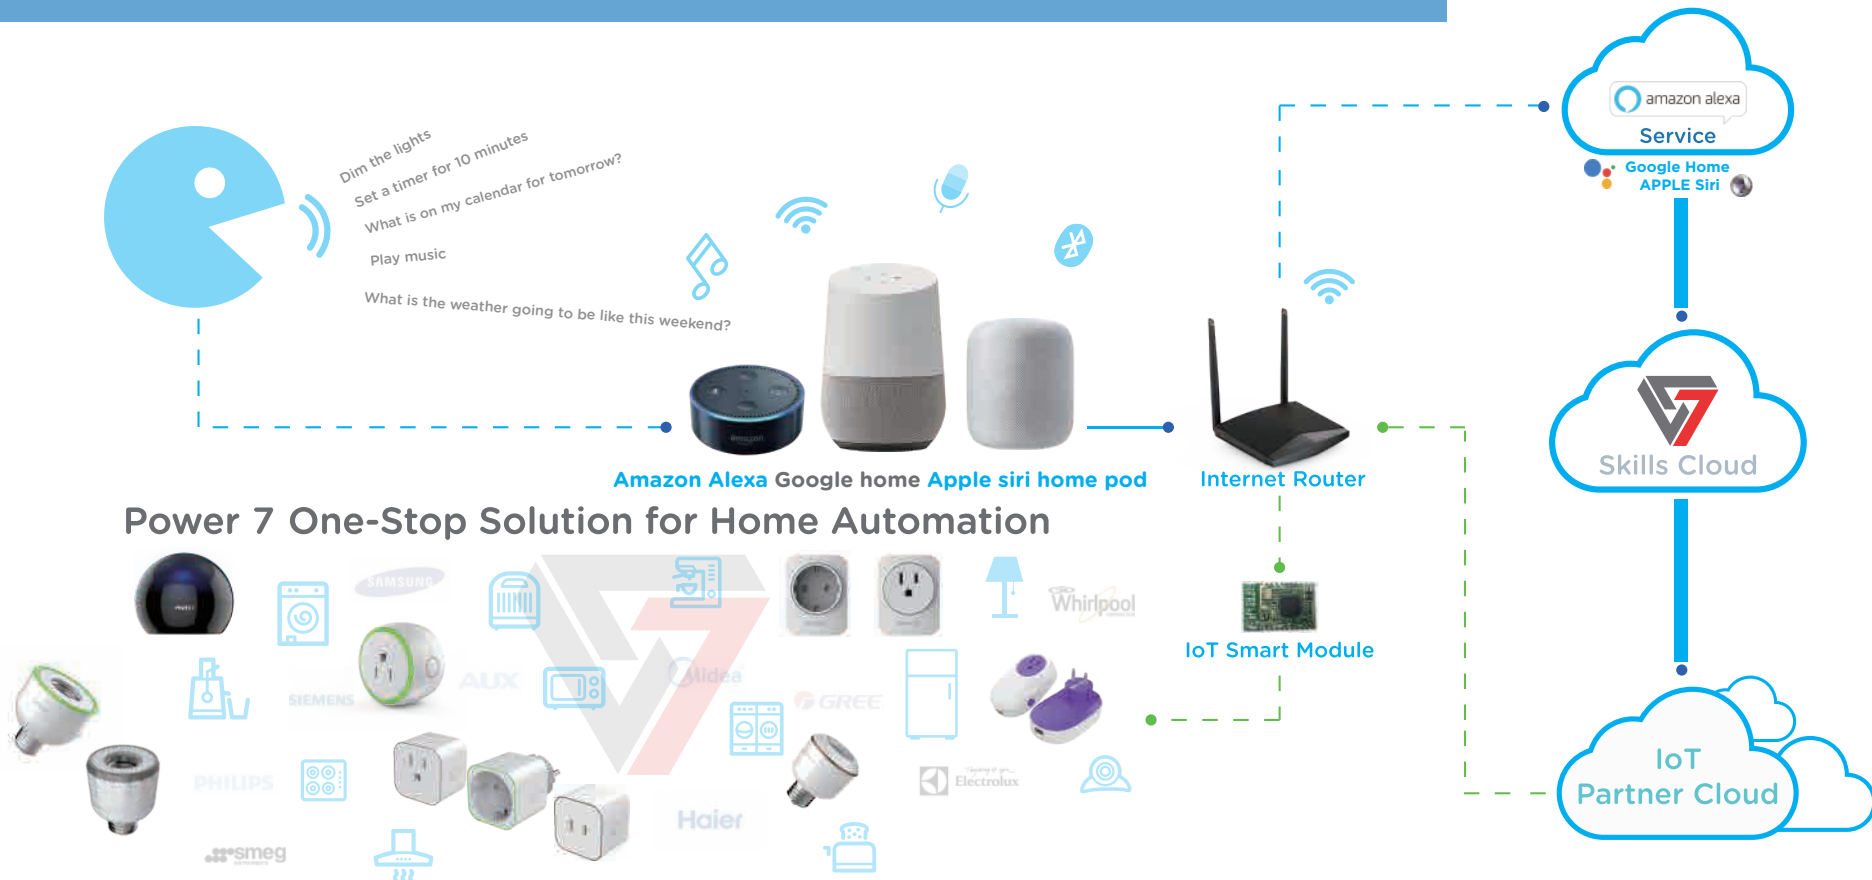 amazon alexa
Service
Google Home
APPLE Siri
Dim the lights
Set a timer for 10 minutes
What is on my calendar for tomorrow?
Play music
What is the weather going to be like this weekend?
amazon
Amazon Alexa Google home Apple siri home pod
Internet Router
Skills Cloud
Power 7 One-Stop Solution for Home Automation
SAMSUNG
Whirlpool
IoT Smart Module
SIEMENS
AUX
Midea
GREE
PHILIPS
Electrolux
Haier
smeg
IoT
Partner Cloud